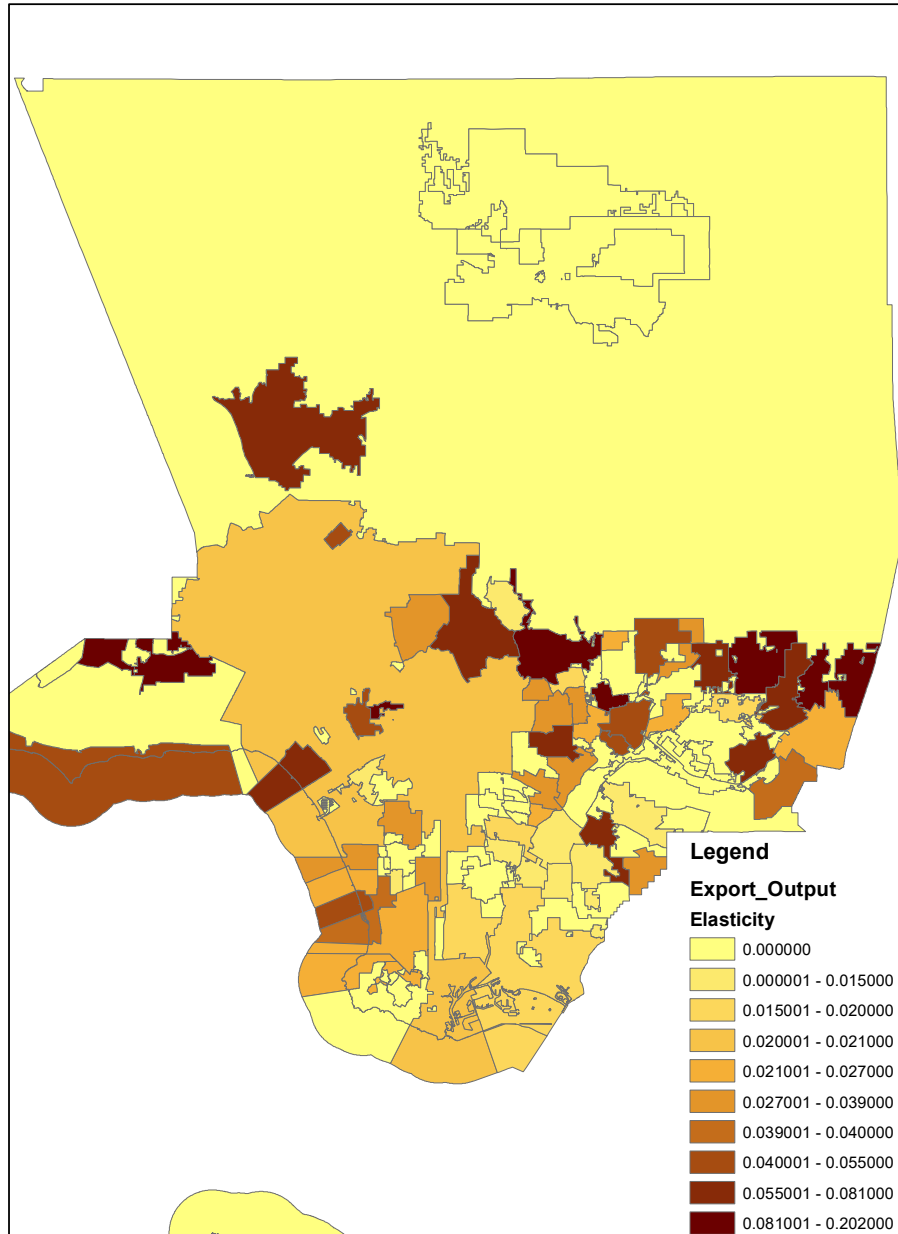 Legend
Export_Output
Elasticity
0.000000
0.000001 - 0.015000
0.015001 - 0.020000
0.020001 - 0.021000
0.021001 - 0.027000
0.027001 - 0.039000
0.039001 - 0.040000
0.040001 - 0.055000
0.055001 - 0.081000
0.081001 - 0.202000